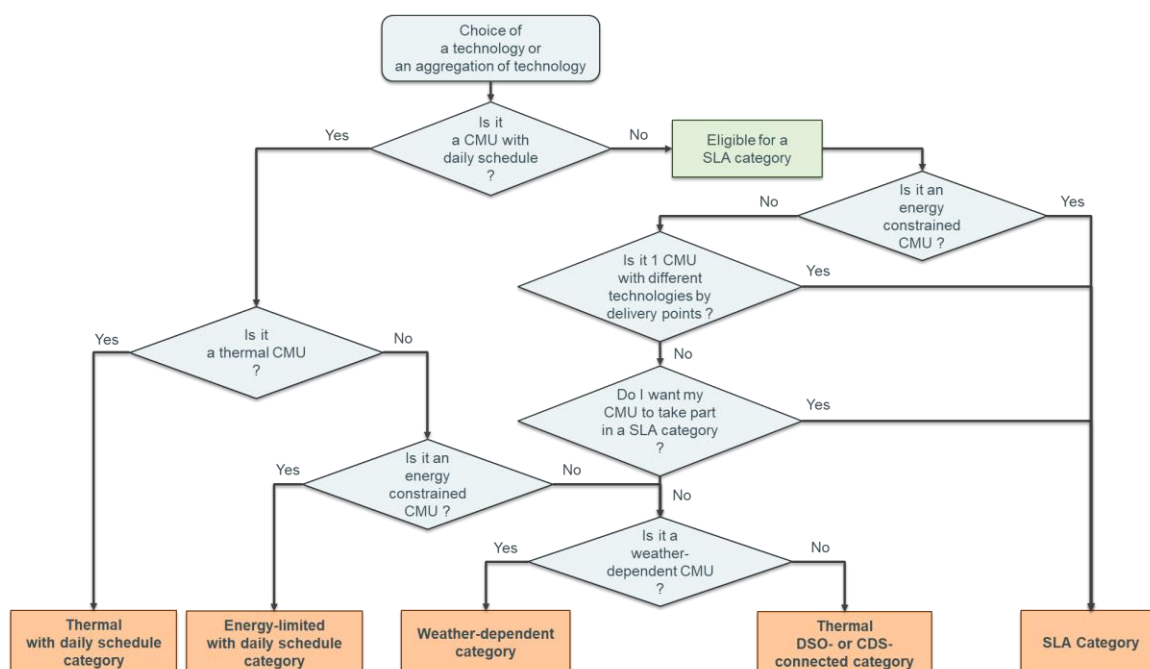 Choice of
a technology or
an aggregation of technology
Is it
a CMU with
daily schedule
?
Yes
No
Eligible for a
SLA category
Is it an
energy
constrained
CMU ?
No
Yes
Is it 1 CMU
with different
technologies by
delivery points ?
Yes
No
Is it
a thermal CMU
?
Yes
No
Do I want my
CMU to take part
in a SLA category
?
Yes
No
Is it an
energy
constrained
CMU ?
Yes
No
Is it a
weather-
dependent CMU
?
Yes
No
Thermal
with daily schedule
category
Energy-limited
with daily schedule
category
Weather-dependent
category
Thermal
DSO- or CDS-
connected category
SLA Category